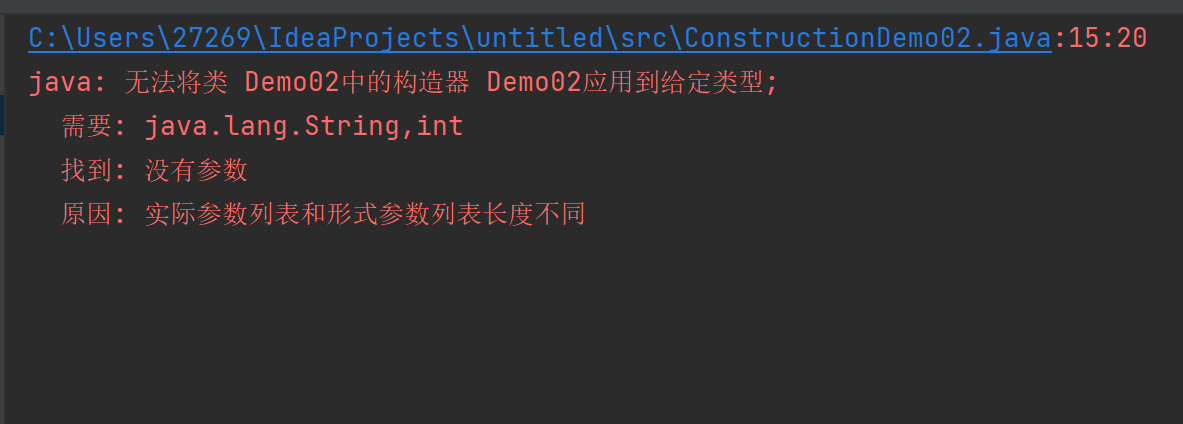 C:\Users\27269\IdeaProjects\untitled\src\ConstructionDemo02.java:15:20
java: 无法将类 Demo02中的构造器 Demo02应用到给定类型;
需要: java.lang.String,int
找到: 没有参数
原因: 实际参数列表和形式参数列表长度不同